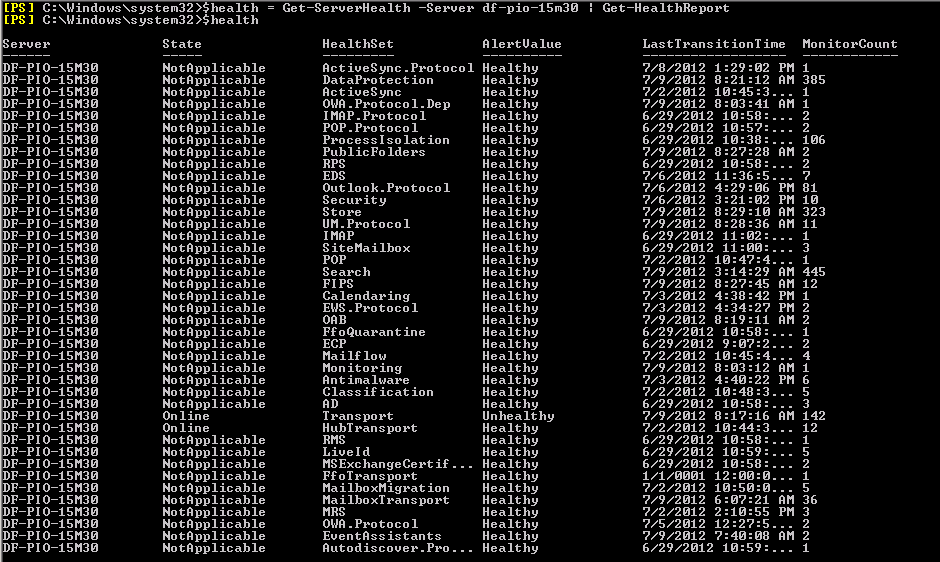 [PS] C:\Windows\system32>$health = Get-ServerHealth -Server df-pio-15m30 | Get-HealthReport
[PS] C:\Windows\system32>$health
Server State HealthSet AlertValue LastTransitionTime MonitorCount
------ ----- --------- ---------- ------------------ ------------
DF-PIO-15M30 NotApplicable ActiveSync.Protocol Healthy 7/8/2012 1:29:02 PM 1
DF-PIO-15M30 NotApplicable DataProtection Healthy 7/9/2012 8:21:12 AM 385
DF-PIO-15M30 NotApplicable ActiveSync Healthy 7/2/2012 10:45:3... 1
DF-PIO-15M30 NotApplicable OWA.Protocol.Dep Healthy 7/9/2012 8:03:41 AM 1
DF-PIO-15M30 NotApplicable IMAP.Protocol Healthy 6/29/2012 10:58:... 2
DF-PIO-15M30 NotApplicable POP.Protocol Healthy 6/29/2012 10:57:... 2
DF-PIO-15M30 NotApplicable ProcessIsolation Healthy 6/29/2012 10:38:... 106
DF-PIO-15M30 NotApplicable PublicFolders Healthy 7/9/2012 8:27:28 AM 2
DF-PIO-15M30 NotApplicable RPS Healthy 6/29/2012 10:58:... 2
DF-PIO-15M30 NotApplicable EDS Healthy 7/6/2012 11:36:5... 7
DF-PIO-15M30 NotApplicable Outlook.Protocol Healthy 7/6/2012 4:29:06 PM 81
DF-PIO-15M30 NotApplicable Security Healthy 7/6/2012 3:21:02 PM 10
DF-PIO-15M30 NotApplicable Store Healthy 7/9/2012 8:29:10 AM 323
DF-PIO-15M30 NotApplicable UM.Protocol Healthy 7/9/2012 8:28:36 AM 11
DF-PIO-15M30 NotApplicable IMAP Healthy 6/29/2012 11:02:... 1
DF-PIO-15M30 NotApplicable SiteMailbox Healthy 6/29/2012 11:00:... 3
DF-PIO-15M30 NotApplicable POP Healthy 7/2/2012 10:47:4... 1
DF-PIO-15M30 NotApplicable Search Healthy 7/9/2012 3:14:29 AM 445
DF-PIO-15M30 NotApplicable FIPS Healthy 7/9/2012 8:27:45 AM 12
DF-PIO-15M30 NotApplicable Calendaring Healthy 7/3/2012 4:38:42 PM 1
DF-PIO-15M30 NotApplicable EWS.Protocol Healthy 7/3/2012 4:34:27 PM 2
DF-PIO-15M30 NotApplicable OAB Healthy 7/9/2012 8:19:11 AM 2
DF-PIO-15M30 NotApplicable FfoQuarantine Healthy 6/29/2012 10:58:... 1
DF-PIO-15M30 NotApplicable ECP Healthy 6/29/2012 9:07:2... 2
DF-PIO-15M30 NotApplicable Mailflow Healthy 7/2/2012 10:45:4... 4
DF-PIO-15M30 NotApplicable Monitoring Healthy 7/9/2012 8:03:12 AM 1
DF-PIO-15M30 NotApplicable Antimalware Healthy 7/3/2012 4:40:22 PM 6
DF-PIO-15M30 NotApplicable Classification Healthy 7/2/2012 10:48:3... 5
DF-PIO-15M30 NotApplicable AD Healthy 6/29/2012 10:58:... 3
DF-PIO-15M30 Online Transport Unhealthy 7/9/2012 8:17:16 AM 142
DF-PIO-15M30 Online HubTransport Healthy 7/2/2012 10:44:3... 12
DF-PIO-15M30 NotApplicable RMS Healthy 6/29/2012 10:58:... 1
DF-PIO-15M30 NotApplicable LiveId Healthy 6/29/2012 10:59:... 5
DF-PIO-15M30 NotApplicable MSExchangeCertif... Healthy 6/29/2012 10:58:... 2
DF-PIO-15M30 NotApplicable FfoTransport Healthy 1/1/0001 12:00:0... 1
DF-PIO-15M30 NotApplicable MailboxMigration Healthy 7/2/2012 10:50:0... 5
DF-PIO-15M30 NotApplicable MailboxTransport Healthy 7/9/2012 6:07:21 AM 36
DF-PIO-15M30 NotApplicable MRS Healthy 7/2/2012 2:10:55 PM 3
DF-PIO-15M30 NotApplicable OWA.Protocol Healthy 7/5/2012 12:27:5... 2
DF-PIO-15M30 NotApplicable EventAssistants Healthy 7/9/2012 7:40:08 AM 2
DF-PIO-15M30 NotApplicable Autodiscover.Pro... Healthy 6/29/2012 10:59:... 1